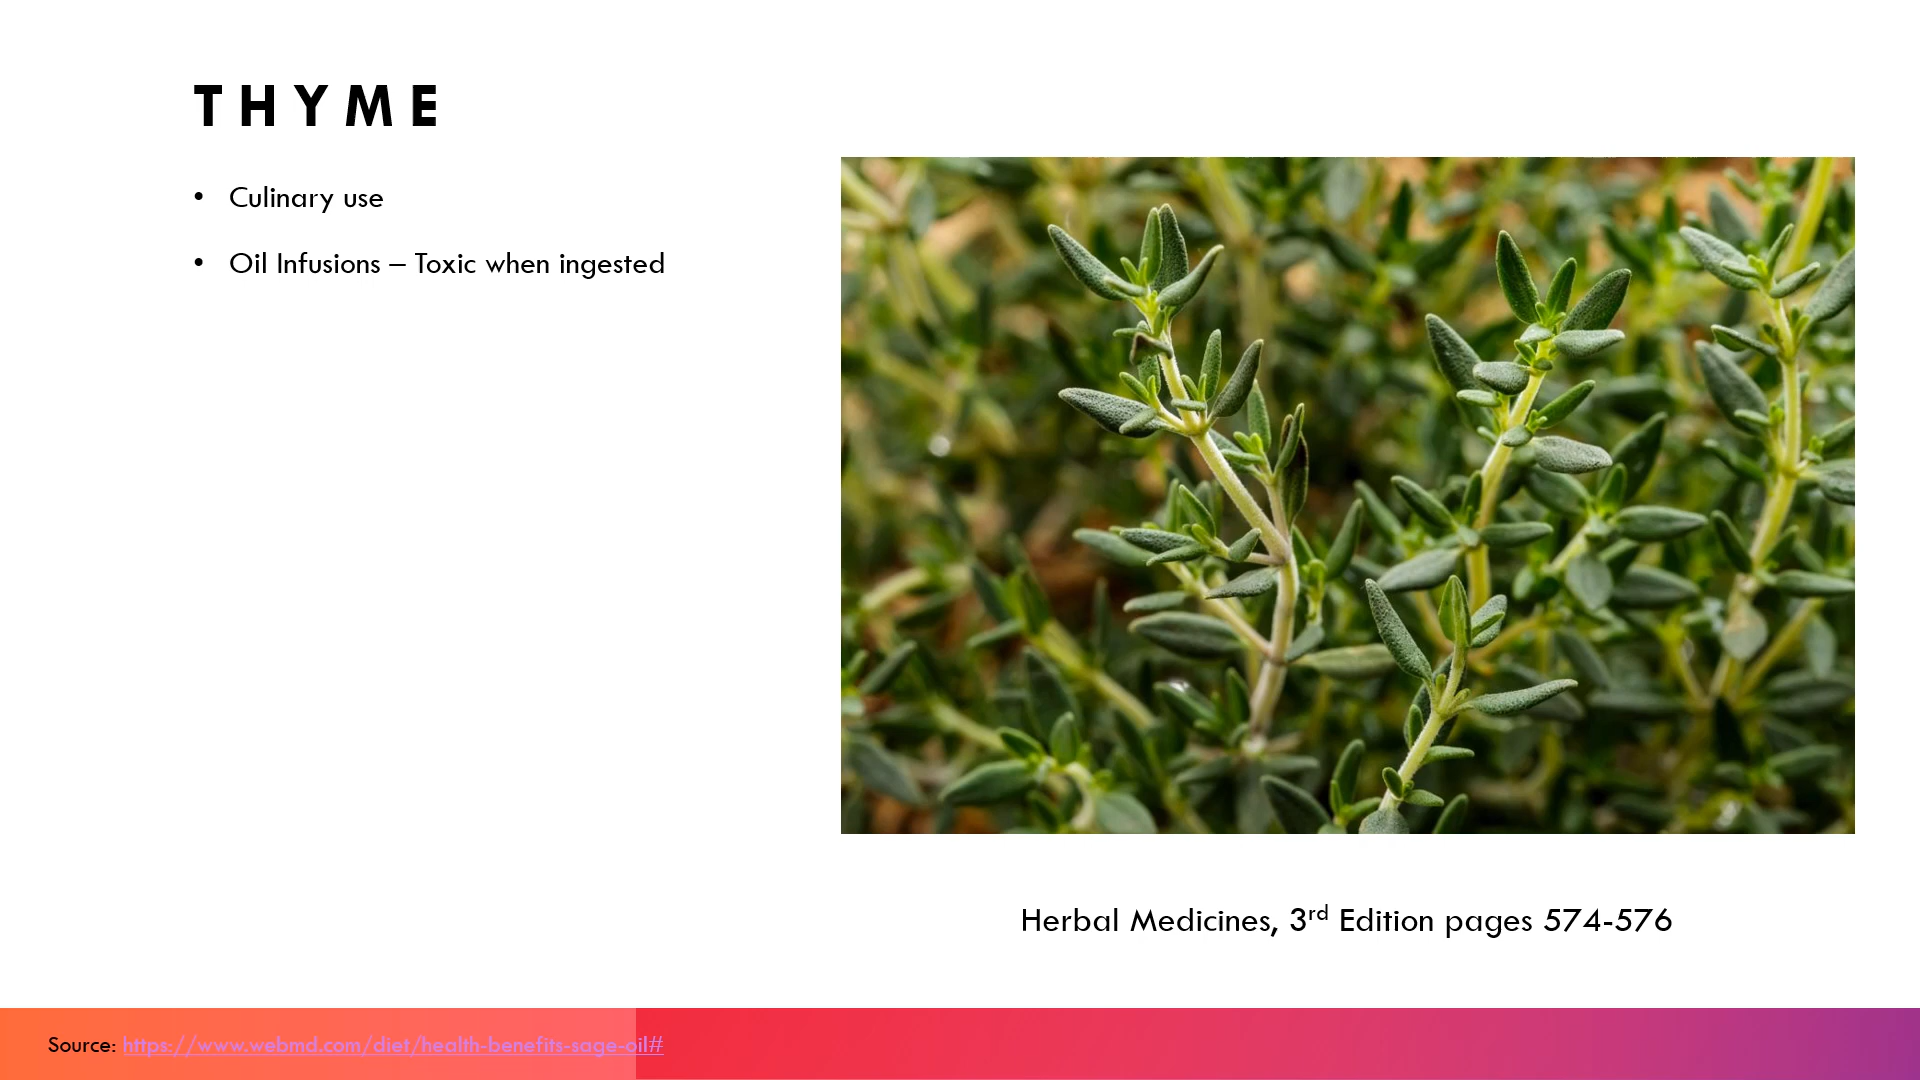 THYME
• Culinary use
• Oil Infusions – Toxic when ingested
Herbal Medicines, 3rd Edition pages 574-576
Source: https://www.webmd.com/diet/health-benefits-sage-oil#